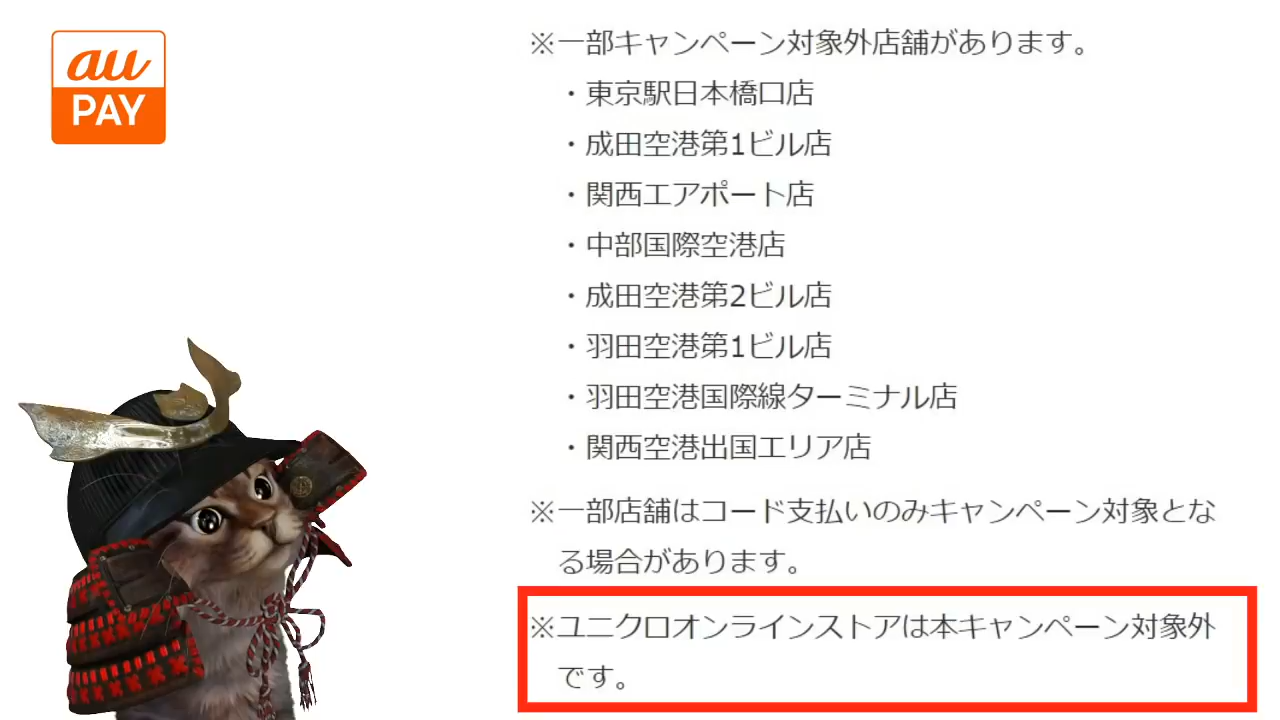 au
PAY
※一部キャンペーン対象外店舗があります。
・東京駅日本橋口店
・成田空港第1ビル店
・関西エアポート店
・中部国際空港店
・成田空港第2ビル店
・羽田空港第1ビル店
・羽田空港国際線ターミナル店
・関西空港出国エリア店
※一部店舗はコード支払いのみキャンペーン対象とな
る場合があります。
※ユニクロオンラインストアは本キャンペーン対象外
です。